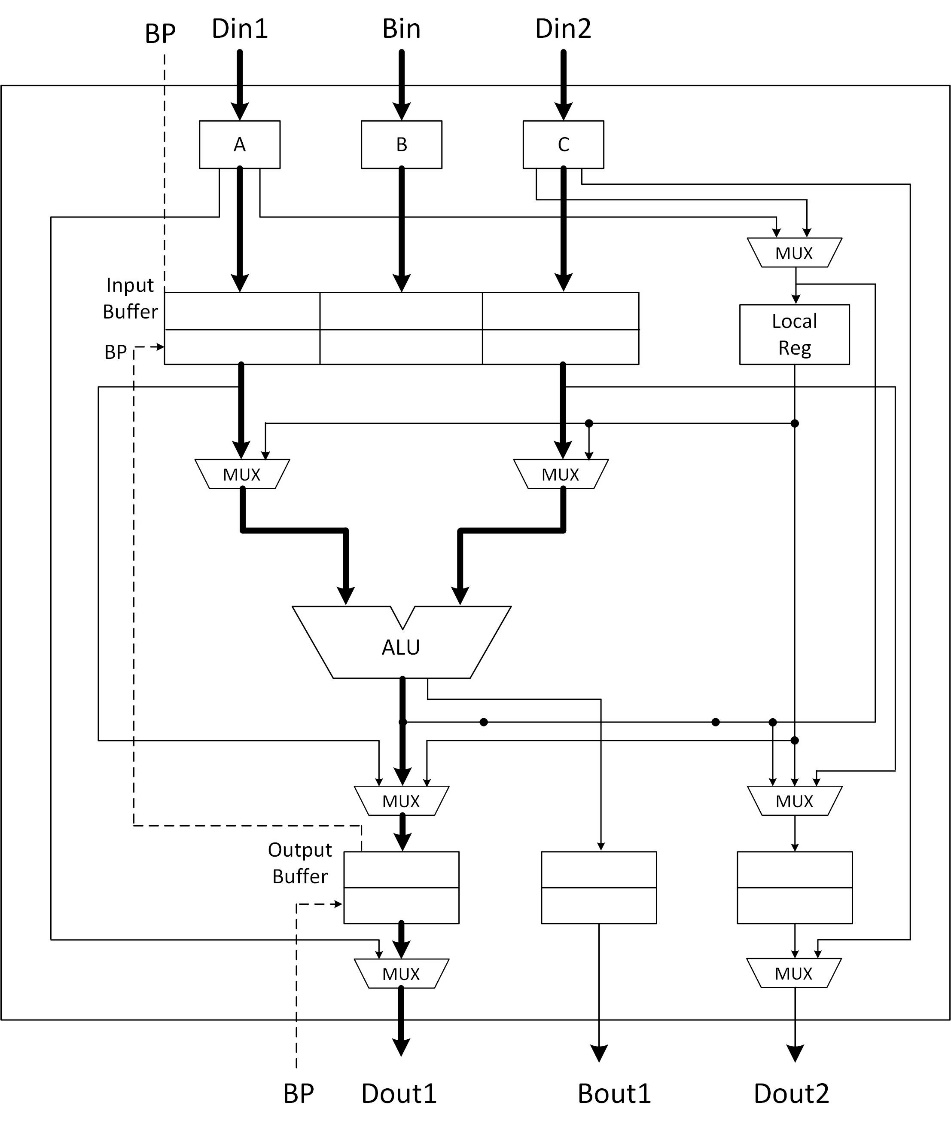 BP
Din1
Bin
Din2
A
B
C
MUX
Input
Buffer
Local
Reg
BP
MUX
MUX
ALU
MUX
MUX
Output
Buffer
MUX
MUX
BP
Dout1
Bout1
Dout2